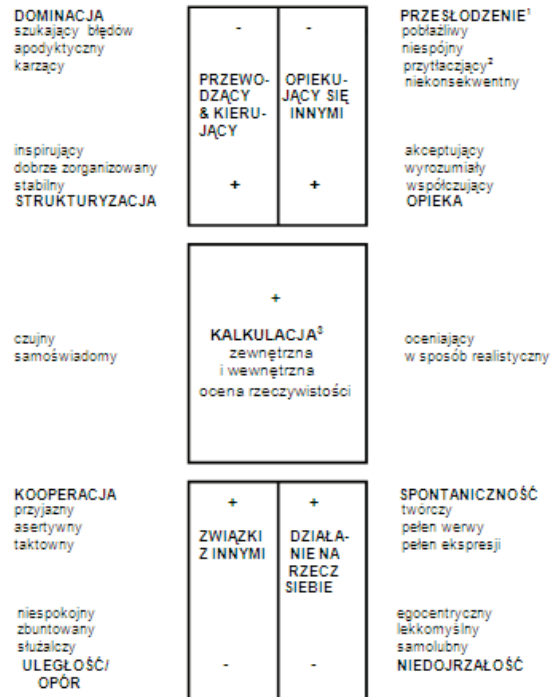 DOMINACJA
szukający błędów
apodyktyczny
karzący
-
-
PRZEWO-
DZĄCY
& KIERU-
JĄCY
OPIEKU-
JĄCY SIĘ
INNYMI
PRZESŁODZENIE¹
pobłażliwy
niespójny
przytłaczjący²
niekonsekwentny
inspirujący
dobrze zorganizowany
stabilny
STRUKTURYZACJA
+
+
akceptujący
wyrozumiały
współczujący
OPIEKA
czujny
samoświadomy
+
KALKULACJA³
zewnętrzna
i wewnętrzna
ocena rzeczywistości
oceniający
w sposób realistyczny
KOOPERACJA
przyjazny
asertywny
taktowny
+
+
ZWIĄZKI
Z INNYMI
DZIAŁA-
NIE NA
RZECZ
SIEBIE
SPONTANICZNOŚĆ
twórczy
pełen werwy
pełen ekspresji
niespokojny
zbuntowany
służalczy
ULEGŁOŚĆ/
OPÓR
-
-
egocentryczny
lekkomyślny
samolubny
NIEDOJRZAŁOŚĆ